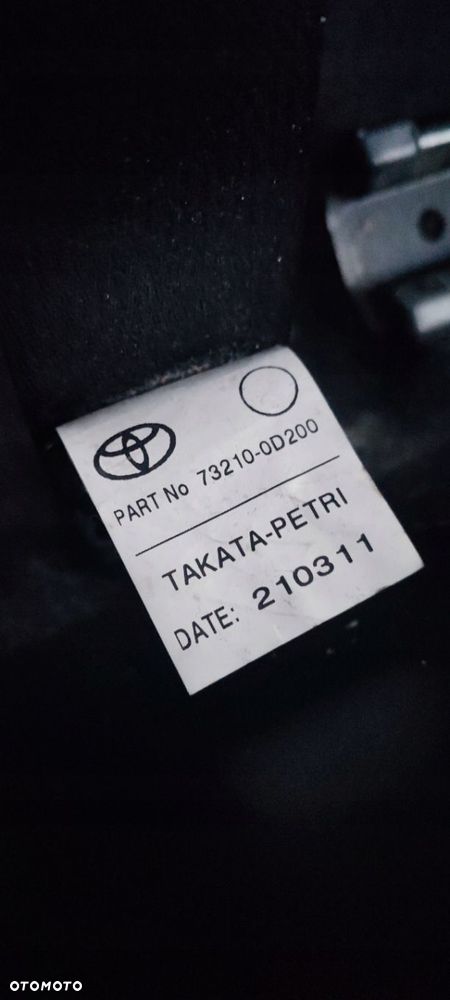 PART No 73210-0D200
TAKATA-PETRI
DATE: 210311
OTOMOTO